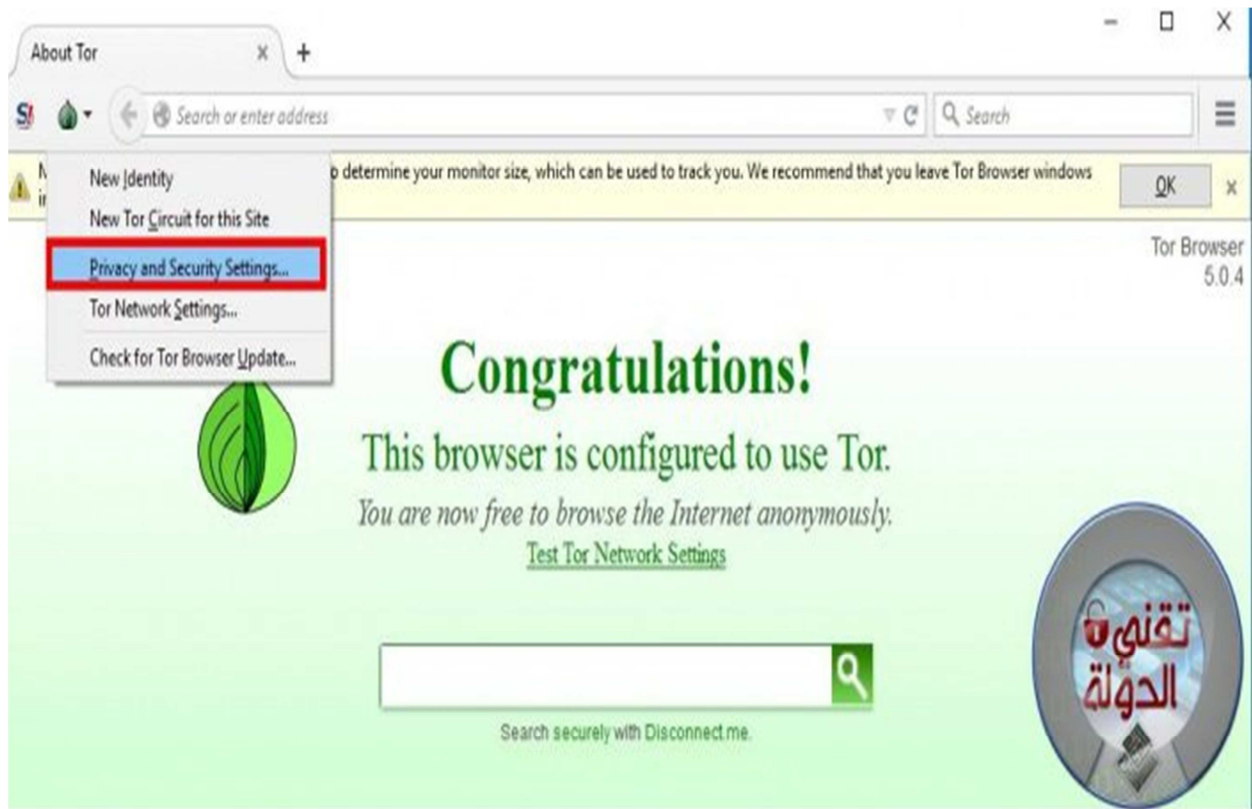 About Tor
Search or enter address
Search
New Identity
New Tor Circuit for this Site
Privacy and Security Settings...
Tor Network Settings...
Check for Tor Browser Update...
o determine your monitor size, which can be used to track you. We recommend that you leave Tor Browser windows
OK
Tor Browser
5.0.4
Congratulations!
This browser is configured to use Tor.
You are now free to browse the Internet anonymously.
Test Tor Network Settings
Search securely with Disconnect.me.
تقني
الدولة